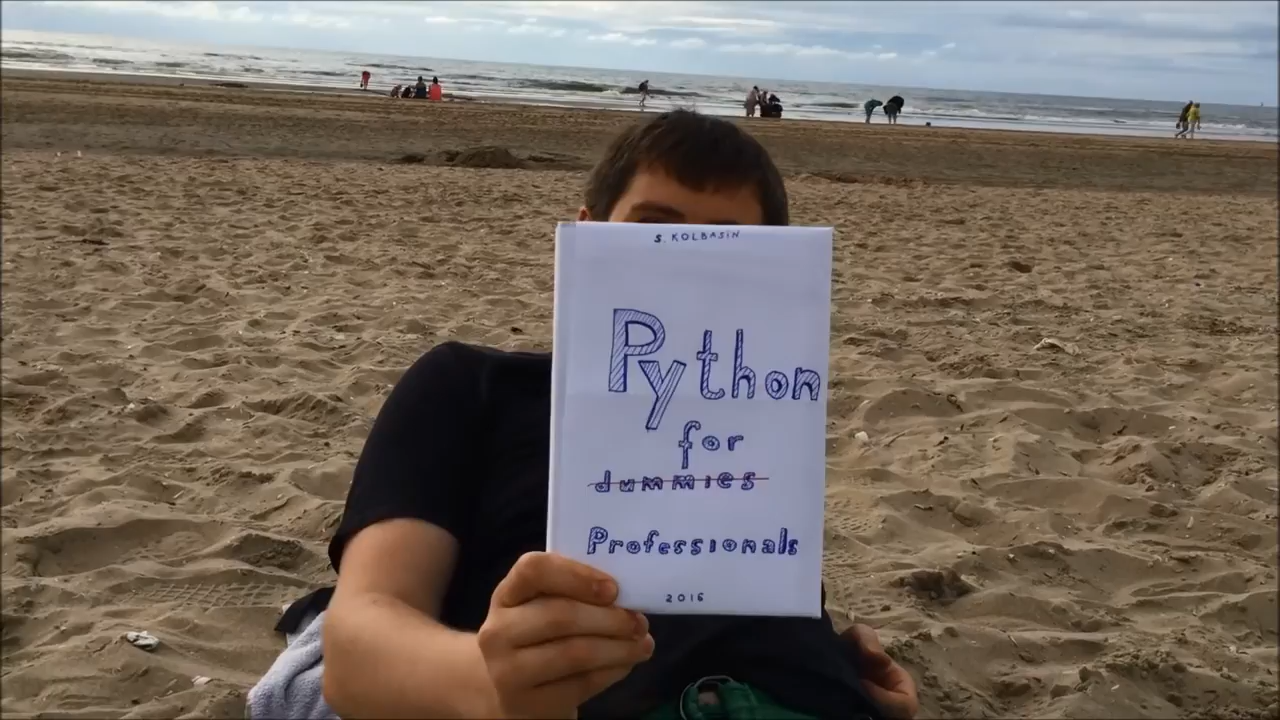 S. KOLBASIN
Python
for
dummies
Professionals
2016